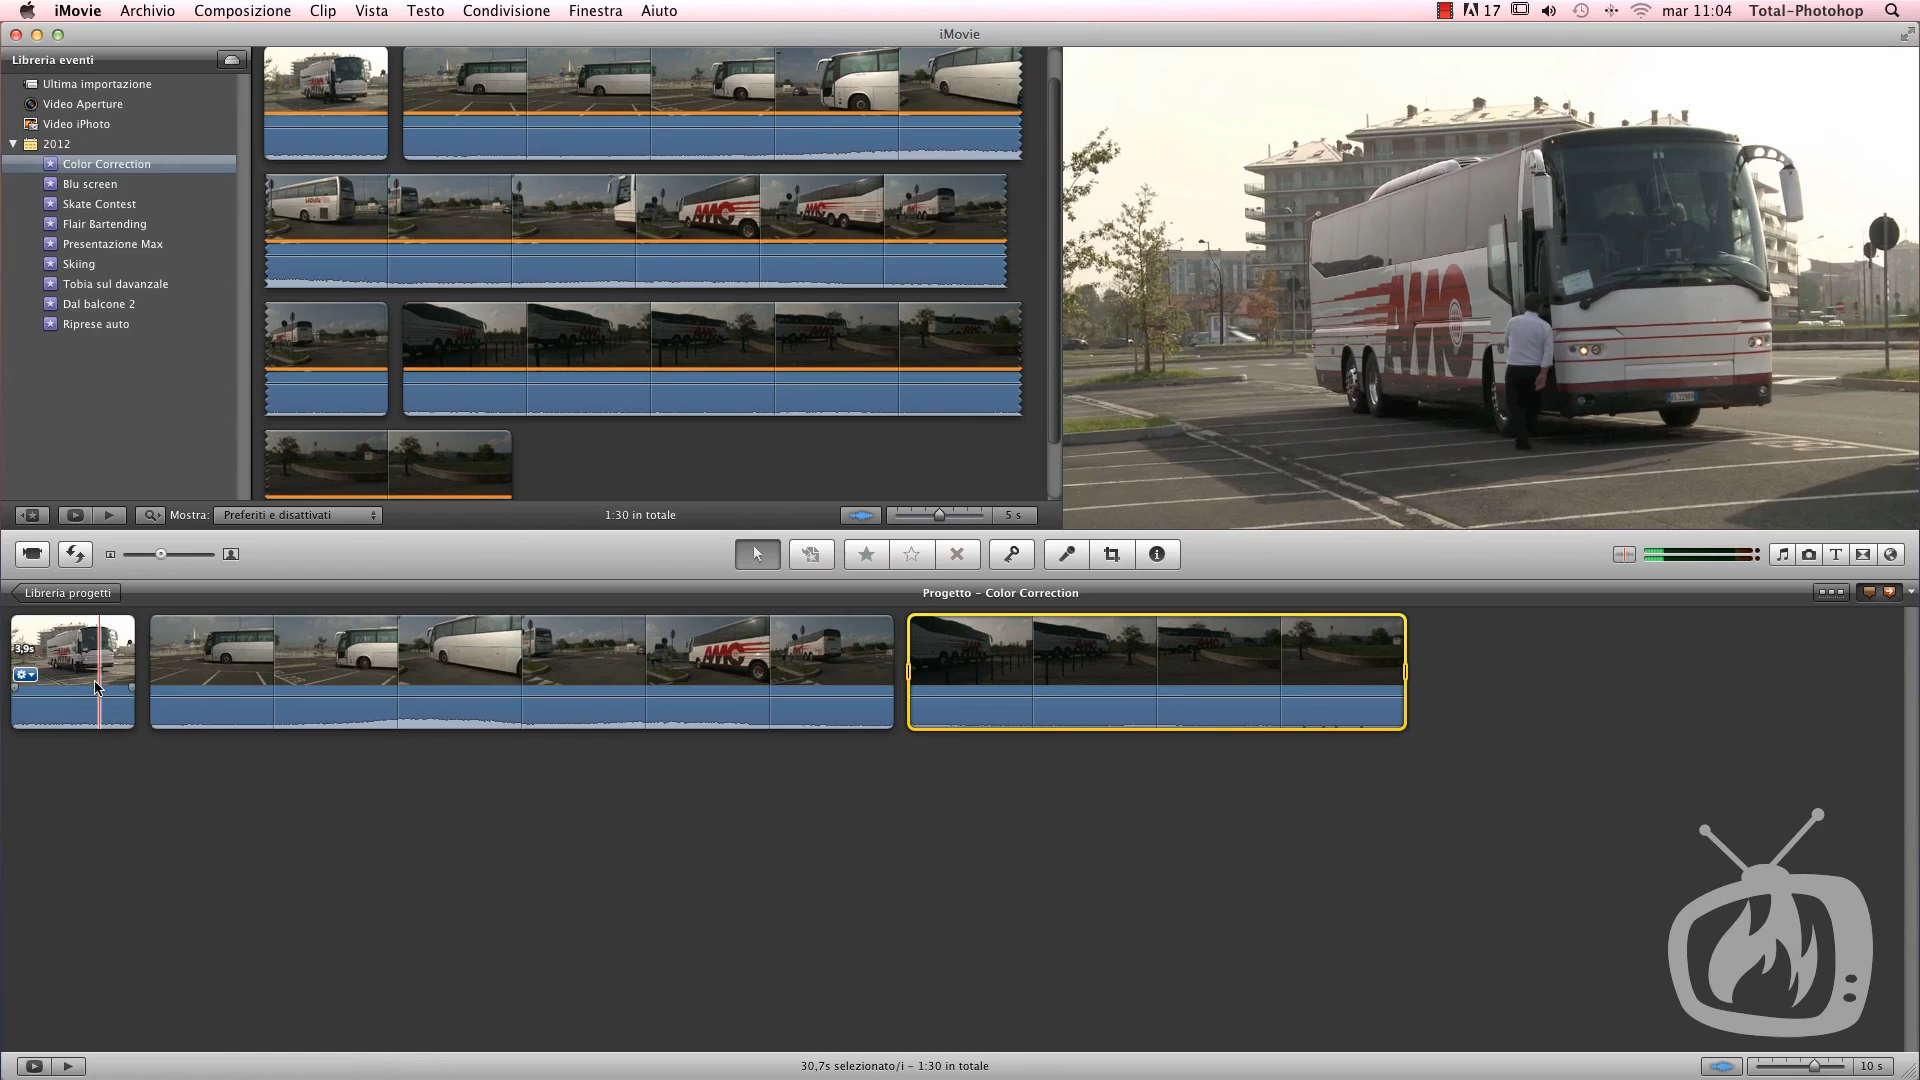 iMovie Archivio Composizione Clip Vista Testo Condivisione Finestra Aiuto 17 mar 11:04 Total-Photohop
iMovie
Libreria eventi
Ultima importazione
Video Aperture
Video iPhoto
2012
Color Correction
Blu screen
Skate Contest
Flair Bartending
Presentazione Max
Skiing
Tobia sul davanzale
Dal balcone 2
Riprese auto
AMC
AMC
Mostra: Preferiti e disattivati 1:30 in totale 5 s
Libreria progetti Progetto - Color Correction
3,9s
AMC
30,7s selezionato/i - 1:30 in totale 10 s